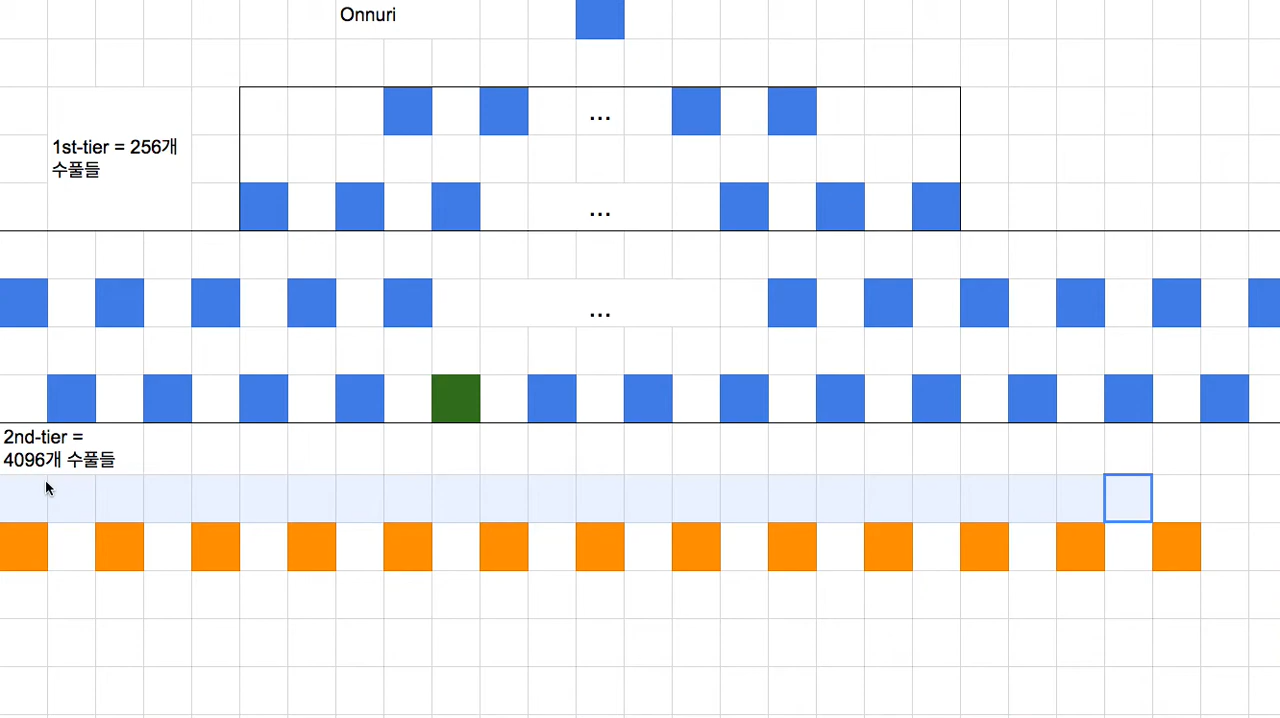 Onnuri
...
1st-tier = 256개
수풀들
...
...
2nd-tier =
4096개 수풀들